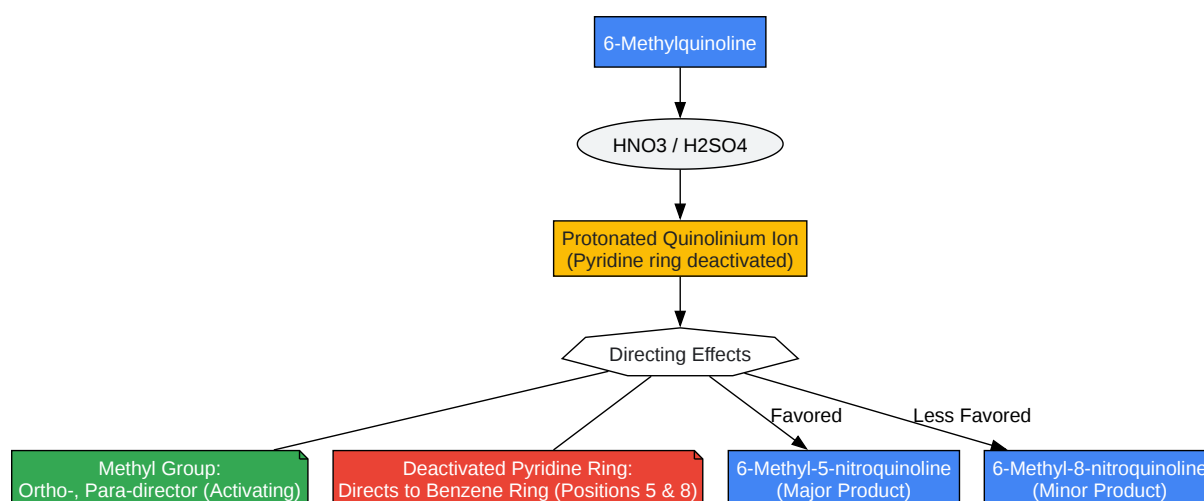 6-Methylquinoline
HNO3 / H2SO4
Protonated Quinolinium Ion
(Pyridine ring deactivated)
Directing Effects
Favored
Less Favored
Methyl Group:
Ortho-, Para-director (Activating)
Deactivated Pyridine Ring:
Directs to Benzene Ring (Positions 5 & 8)
6-Methyl-5-nitroquinoline
(Major Product)
6-Methyl-8-nitroquinoline
(Minor Product)